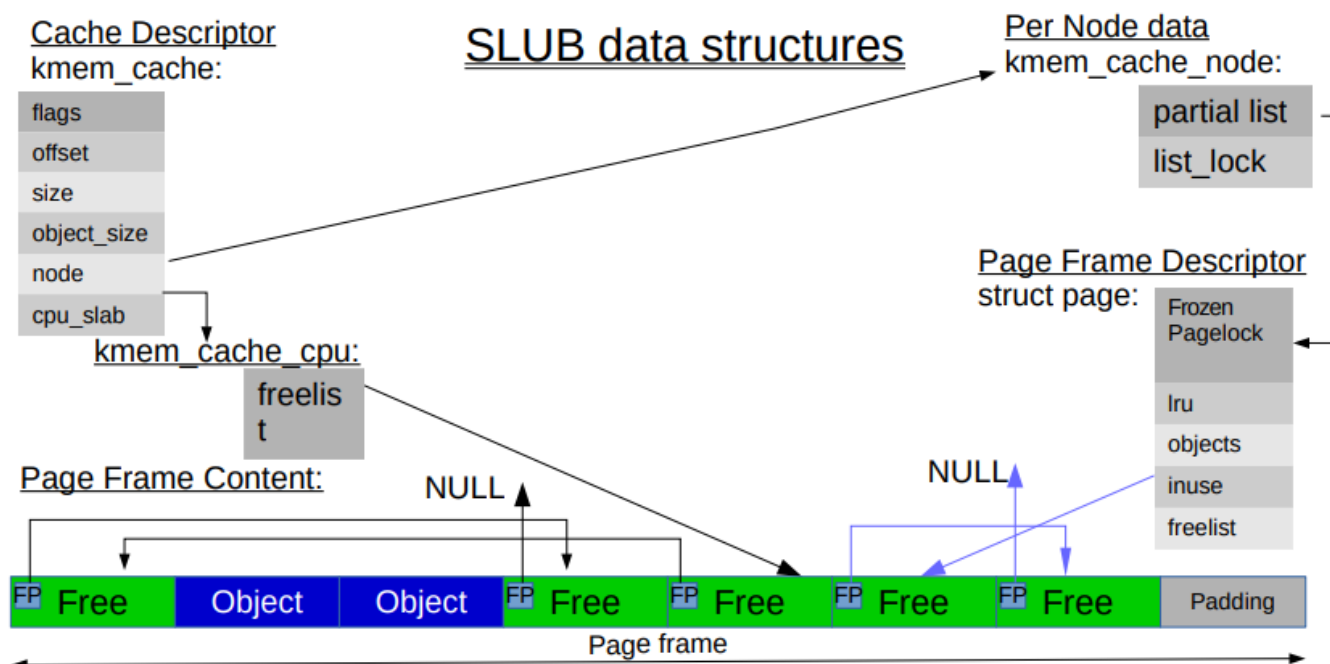 SLUB data structures
Cache Descriptor
kmem_cache:
flags
offset
size
object_size
node
cpu_slab
Per Node data
kmem_cache_node:
partial list
list_lock
kmem_cache_cpu:
freelis
t
Page Frame Descriptor
struct page:
Frozen
Pagelock
lru
objects
inuse
freelist
Page Frame Content:
NULL
NULL
FP Free
Object
Object
FP Free
FP Free
FP Free
FP Free
Padding
Page frame